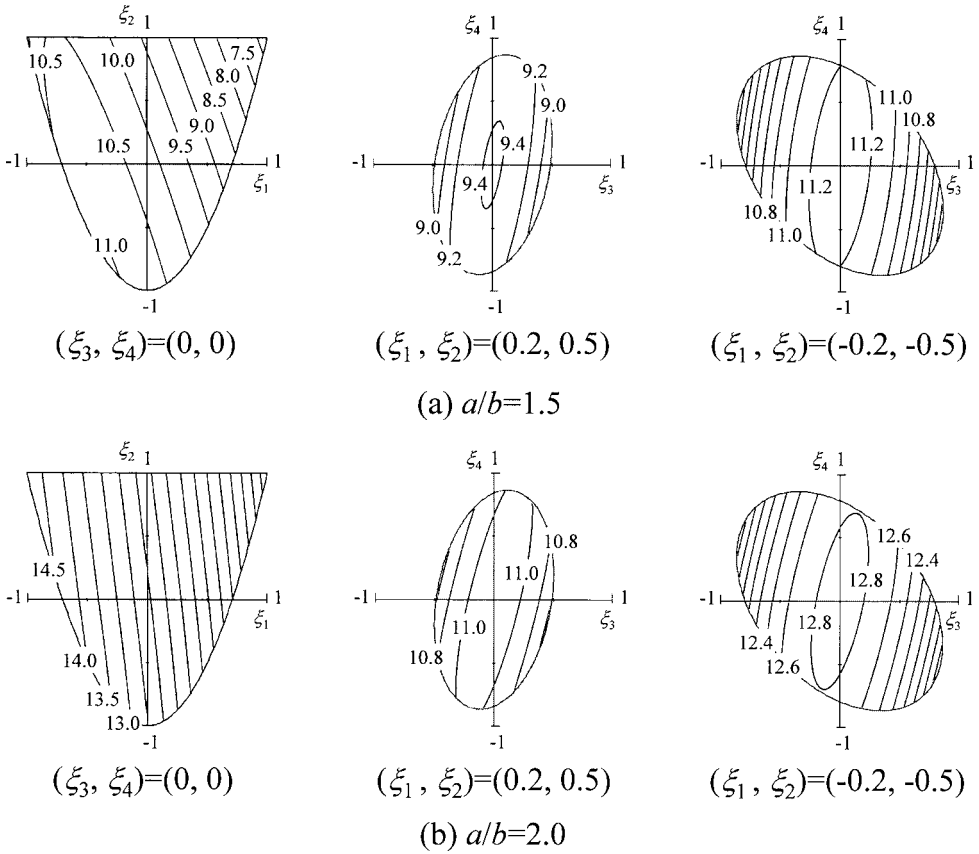 ξ2 1
10.5 10.0 7.5
8.0
8.5
9.0
10.5 9.5
-1 1
ξ1
11.0
-1
(ξ3, ξ4)=(0, 0)
ξ4 1
9.2
9.0
9.4
-1 1
9.4 ξ3
9.0
9.2
-1
(ξ1, ξ2)=(0.2, 0.5)
ξ4 1
11.0
10.8
11.2
-1 1
11.2 ξ3
10.8
11.0
-1
(ξ1, ξ2)=(-0.2, -0.5)
(a) a/b=1.5
ξ2 1
14.5
-1 1
ξ1
14.0
13.5
13.0
-1
(ξ3, ξ4)=(0, 0)
ξ4 1
10.8
11.0
-1 1
11.0 ξ3
10.8
-1
(ξ1, ξ2)=(0.2, 0.5)
ξ4 1
12.6
12.4
12.8
-1 1
12.8 ξ3
12.4
12.6
-1
(ξ1, ξ2)=(-0.2, -0.5)
(b) a/b=2.0